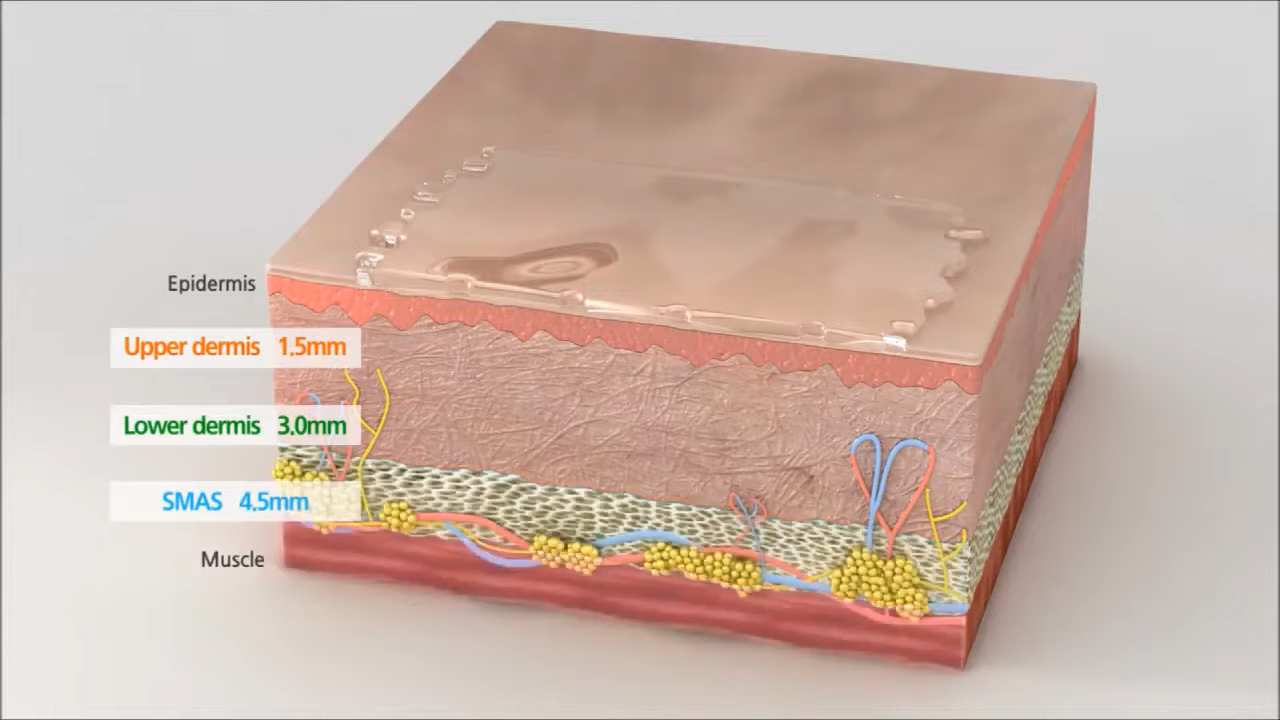 Epidermis
Upper dermis 1.5mm
Lower dermis 3.0mm
SMAS 4.5mm
Muscle